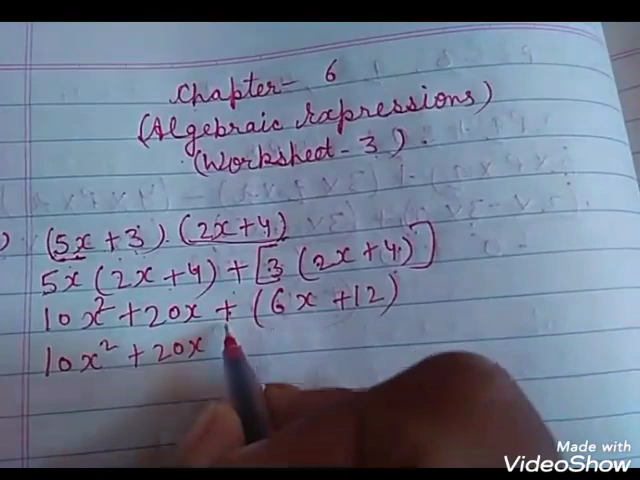 Chapter- 6
(Algebraic Expressions)
(Worksheet-3).
) (5x+3).(2x+4)
5x(2x+4)+[3(2x+4)]
10x²+20x+(6x+12)
10x²+20x
Made with
VideoShow